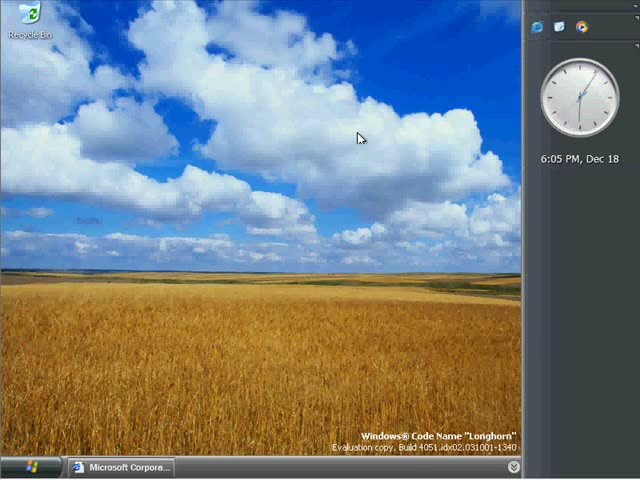 Recycle Bin
6:05 PM, Dec 18
Windows® Code Name "Longhorn"
Evaluation copy. Build 4051.idx02.031001-1340
Microsoft Corpora...